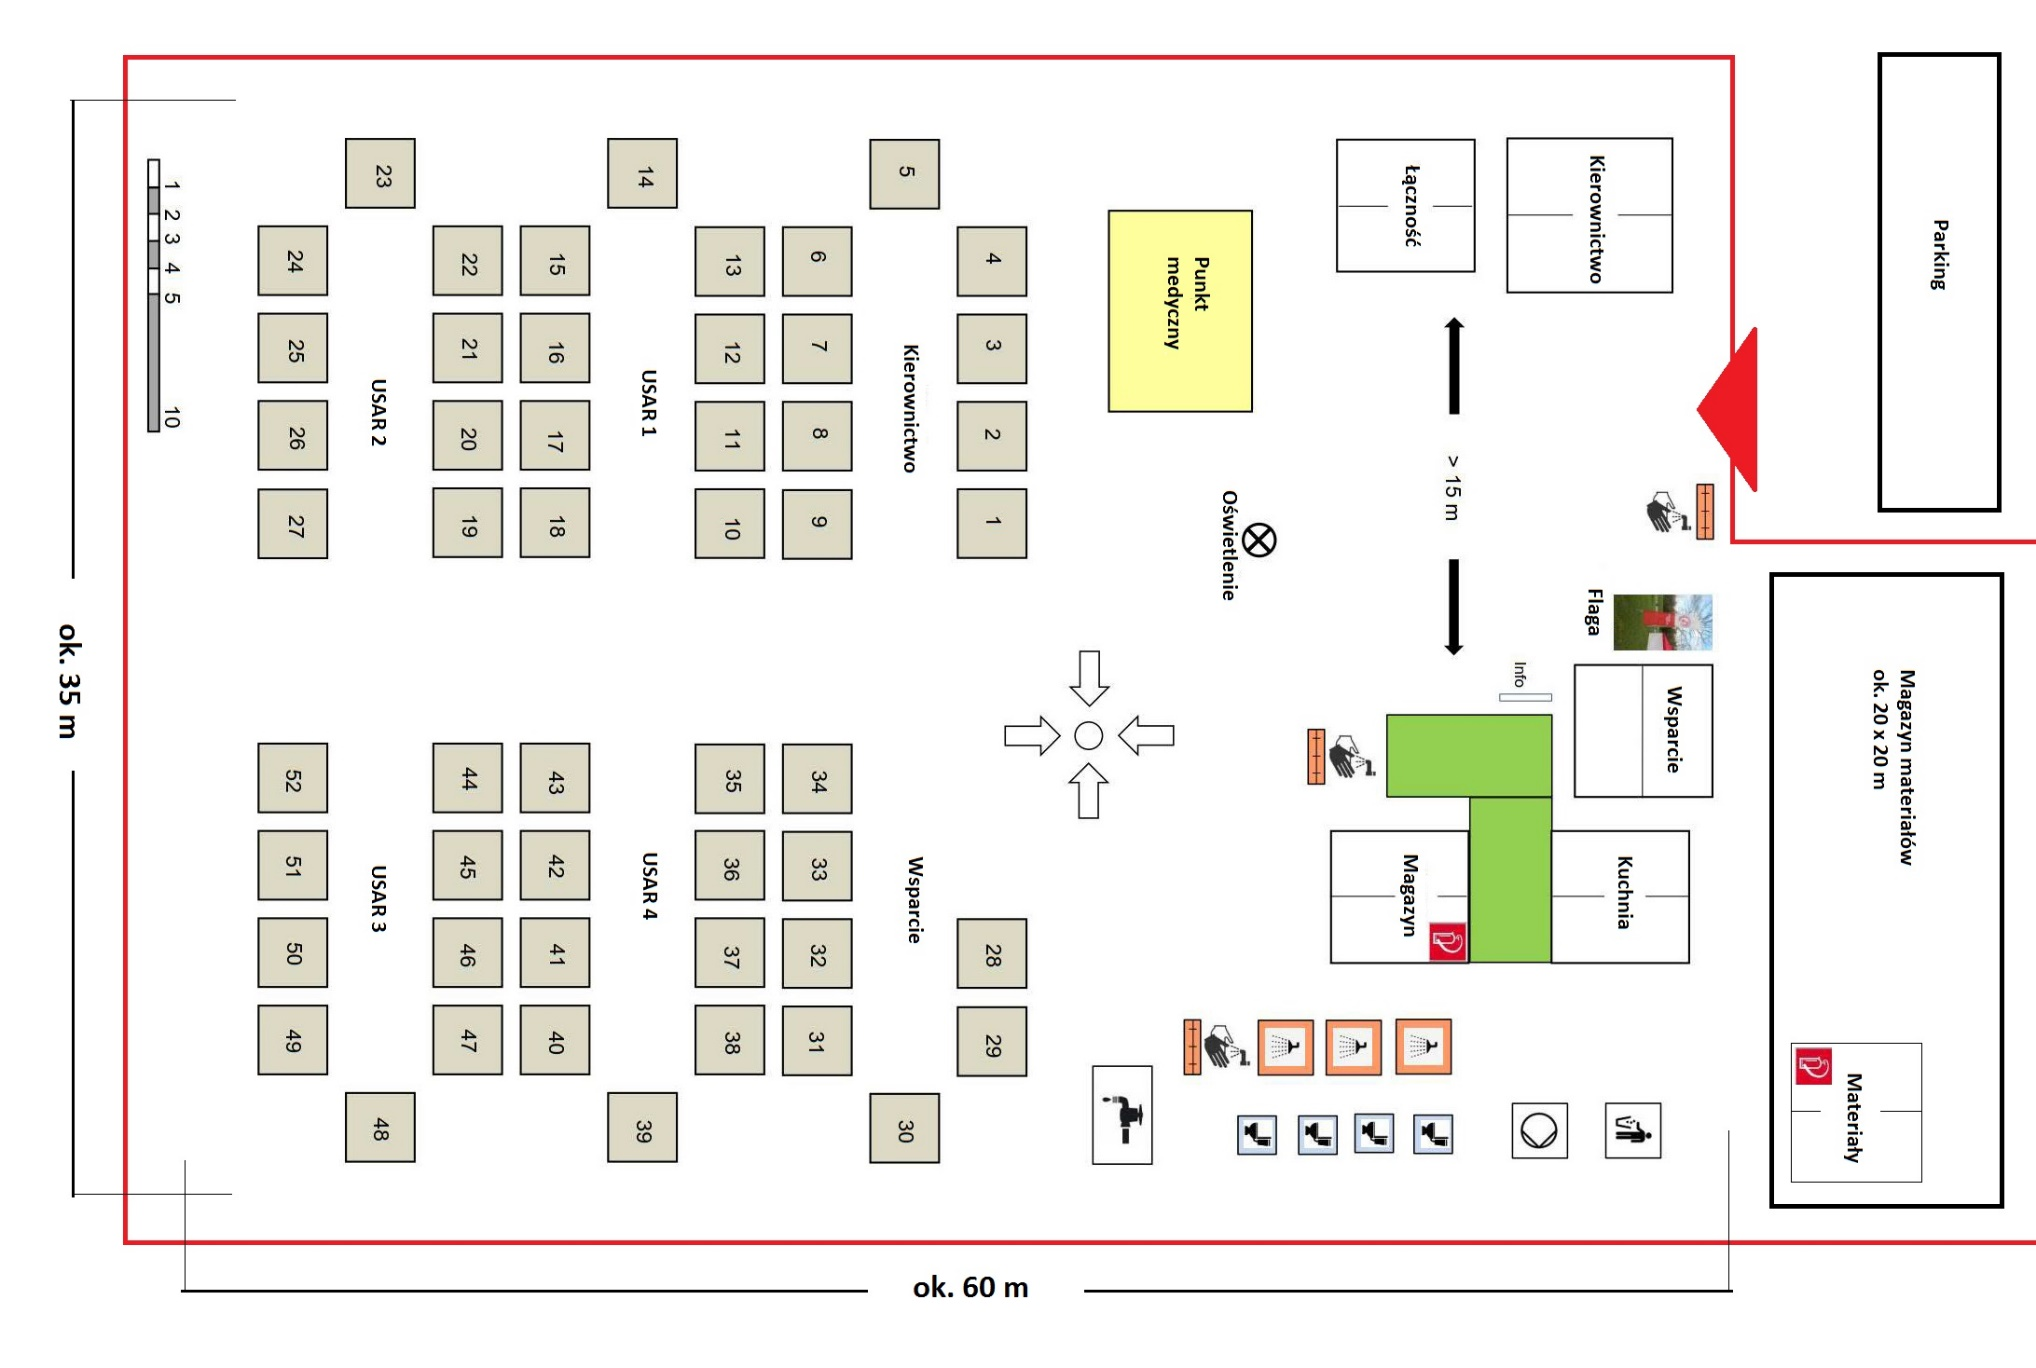 Parking
Kierownictwo
Łączność
Punkt
medyczny
> 15 m
Oświetlenie
Flaga
Info
Wsparcie
Magazyn materiałów
ok. 20 x 20 m
Materiały
Kuchnia
Magazyn
Kierownictwo
1
2
3
4
5
6
7
8
9
USAR 1
10
11
12
13
14
15
16
17
18
USAR 2
19
20
21
22
23
24
25
26
27
Wsparcie
28
29
30
31
32
33
34
USAR 4
35
36
37
38
39
40
41
42
43
USAR 3
44
45
46
47
48
49
50
51
52
1
2
3
4
5
10
ok. 35 m
ok. 60 m